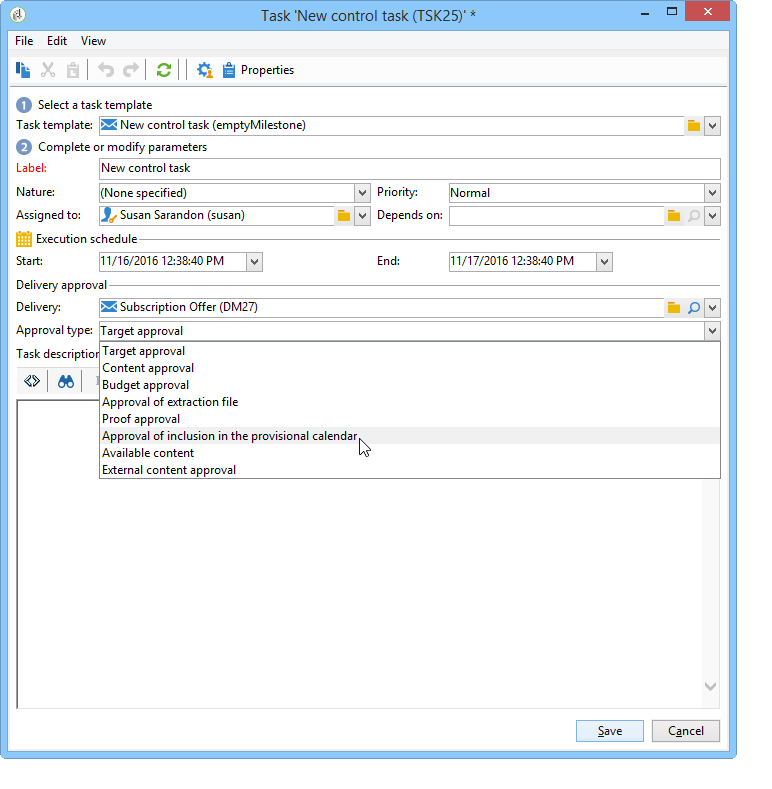 Task 'New control task (TSK25)' *
File Edit View
Properties
1 Select a task template
Task template: New control task (emptyMilestone)
2 Complete or modify parameters
Label: New control task
Nature: (None specified) Priority: Normal
Assigned to: Susan Sarandon (susan) Depends on:
Execution schedule
Start: 11/16/2016 12:38:40 PM End: 11/17/2016 12:38:40 PM
Delivery approval
Delivery: Subscription Offer (DM27)
Approval type: Target approval
Task description
Target approval
Content approval
Budget approval
Approval of extraction file
Proof approval
Approval of inclusion in the provisional calendar
Available content
External content approval
Save Cancel